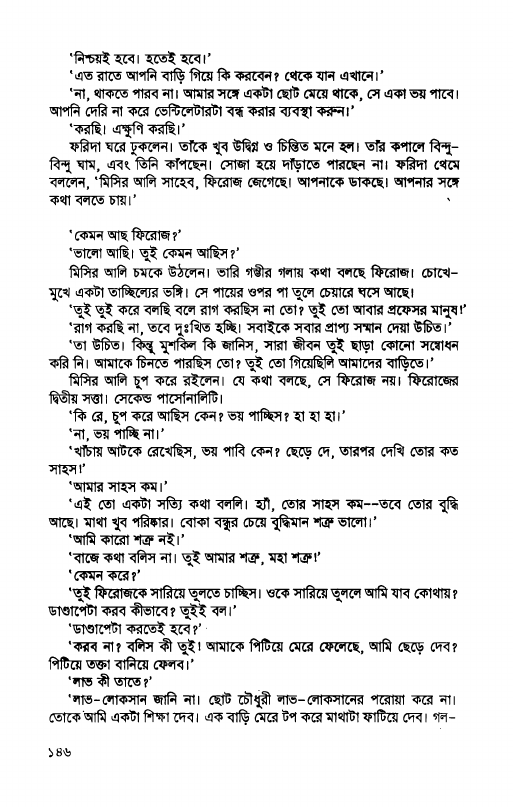 ‘নিশ্চয়ই হবে। হতেই হবে।’
‘এত রাতে আপনি বাড়ি গিয়ে কি করবেন? থেকে যান এখানে।’
‘না, থাকতে পারব না। আমার সঙ্গে একটা ছোট মেয়ে থাকে, সে একা ভয় পাবে।
আপনি দেরি না করে ভেন্টিলেটারটা বন্ধ করার ব্যবস্থা করুন।’
‘করছি। এক্ষুণি করছি।’
ফরিদা ঘরে ঢুকলেন। তাঁকে খুব উদ্বিগ্ন ও চিন্তিত মনে হল। তাঁর কপালে বিন্দু–
বিন্দু ঘাম, এবং তিনি কাঁপছেন। সোজা হয়ে দাঁড়াতে পারছেন না। ফরিদা থেমে
বললেন, ‘মিসির আলি সাহেব, ফিরোজ জেগেছে। আপনাকে ডাকছে। আপনার সঙ্গে
কথা বলতে চায়।’
‘কেমন আছ ফিরোজ?’
‘ভালো আছি। তুই কেমন আছিস?’
মিসির আলি চমকে উঠলেন। ভারি গম্ভীর গলায় কথা বলছে ফিরোজ। চোখে–
মুখে একটা তাচ্ছিল্যের ভঙ্গি। সে পায়ের ওপর পা তুলে চেয়ারে বসে আছে।
‘তুই তুই করে বলছি বলে রাগ করছিস না তো? তুই তো আবার প্রফেসর মানুষ!’
‘রাগ করছি না, তবে দুঃখিত হচ্ছি। সবাইকে সবার প্রাপ্য সম্মান দেয়া উচিত।’
‘তা উচিত। কিন্তু মুশকিল কি জানিস, সারা জীবন তুই ছাড়া কোনো সম্বোধন
করি নি। আমাকে চিনতে পারছিস তো? তুই তো গিয়েছিলি আমাদের বাড়িতে।’
মিসির আলি চুপ করে রইলেন। যে কথা বলছে, সে ফিরোজ নয়। ফিরোজের
দ্বিতীয় সত্তা। সেকেন্ড পার্সোনালিটি।
‘কি রে, চুপ করে আছিস কেন? ভয় পাচ্ছিস? হা হা হা।’
‘না, ভয় পাচ্ছি না।’
‘খাঁচায় আটকে রেখেছিস, ভয় পাবি কেন? ছেড়ে দে, তারপর দেখি তোর কত
সাহস!’
‘আমার সাহস কম।’
‘এই তো একটা সত্যি কথা বললি। হ্যাঁ, তোর সাহস কম––তবে তোর বুদ্ধি
আছে। মাথা খুব পরিষ্কার। বোকা বন্ধুর চেয়ে বুদ্ধিমান শত্রু ভালো।’
‘আমি কারো শত্রু নই।’
‘বাজে কথা বলিস না। তুই আমার শত্রু, মহা শত্রু!’
‘কেমন করে?’
‘তুই ফিরোজকে সারিয়ে তুলতে চাচ্ছিস। ওকে সারিয়ে তুললে আমি যাব কোথায়?
ডাণ্ডাপেটা করব কীভাবে? তুইই বল।’
‘ডাণ্ডাপেটা করতেই হবে?’
‘করব না? বলিস কী তুই! আমাকে পিটিয়ে মেরে ফেলেছে, আমি ছেড়ে দেব?
পিটিয়ে তক্তা বানিয়ে ফেলব।’
‘লাভ কী তাতে?’
‘লাভ–লোকসান জানি না। ছোট চৌধুরী লাভ–লোকসানের পরোয়া করে না।
তোকে আমি একটা শিক্ষা দেব। এক বাড়ি মেরে টপ করে মাথাটা ফাটিয়ে দেব। গল–
১৪৬